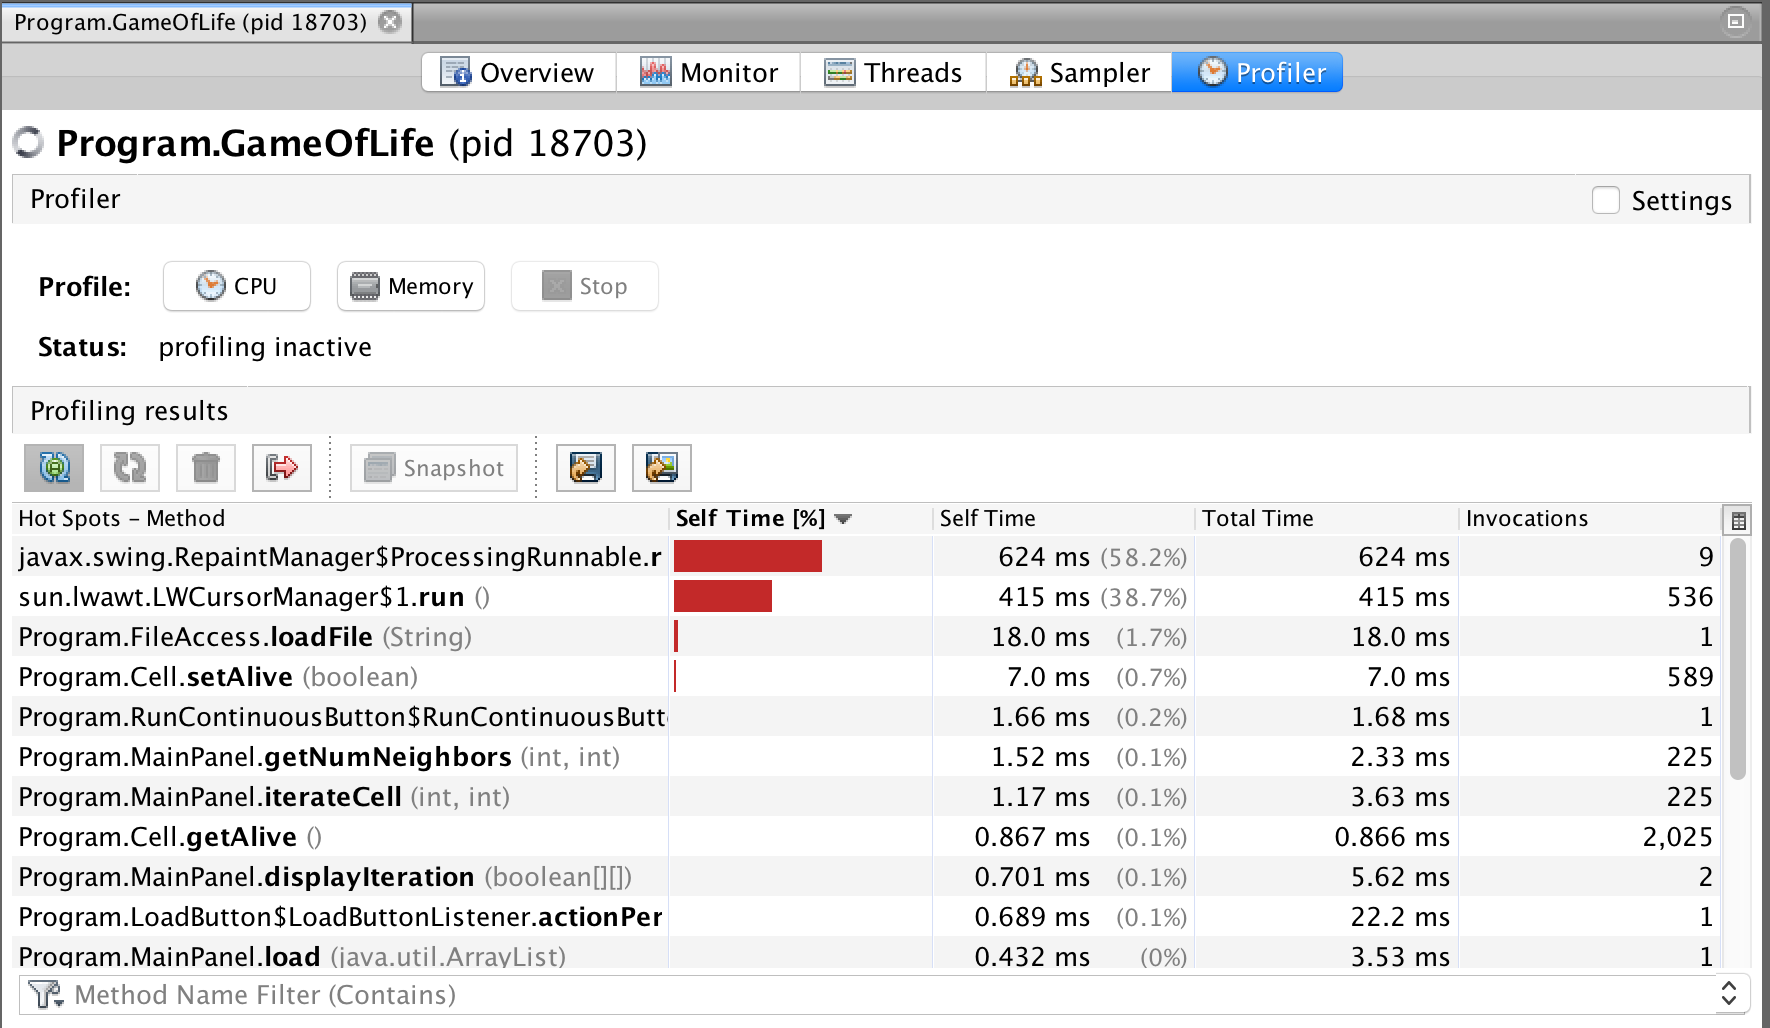 Program.GameOfLife (pid 18703)
Overview Monitor Threads Sampler Profiler
Program.GameOfLife (pid 18703)
Profiler Settings
Profile: CPU Memory Stop
Status: profiling inactive
Profiling results
Snapshot
Hot Spots – Method Self Time [%] Self Time Total Time Invocations
javax.swing.RepaintManager$ProcessingRunnable.r 624 ms (58.2%) 624 ms 9
sun.lwawt.LWCursorManager$1.run () 415 ms (38.7%) 415 ms 536
Program.FileAccess.loadFile (String) 18.0 ms (1.7%) 18.0 ms 1
Program.Cell.setAlive (boolean) 7.0 ms (0.7%) 7.0 ms 589
Program.RunContinuousButton$RunContinuousButt 1.66 ms (0.2%) 1.68 ms 1
Program.MainPanel.getNumNeighbors (int, int) 1.52 ms (0.1%) 2.33 ms 225
Program.MainPanel.iterateCell (int, int) 1.17 ms (0.1%) 3.63 ms 225
Program.Cell.getAlive () 0.867 ms (0.1%) 0.866 ms 2,025
Program.MainPanel.displayIteration (boolean[][]) 0.701 ms (0.1%) 5.62 ms 2
Program.LoadButton$LoadButtonListener.actionPer 0.689 ms (0.1%) 22.2 ms 1
Program.MainPanel.load (java.util.ArrayList) 0.432 ms (0%) 3.53 ms 1
Method Name Filter (Contains)